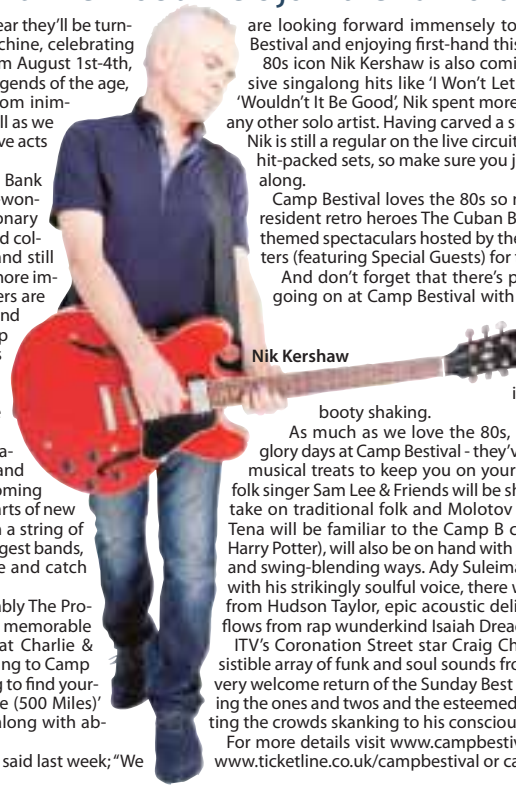 ear they'll be turn-
chine, celebrating
m August 1st-4th,
gends of the age,
om inim-
ll as we
ve acts
Bank
won-
onary
d col-
and still
more im-
ers are
nd
p
s
a-
and
oming
arts of new
a string of
gest bands,
e and catch
bly The Pro-
memorable
at Charlie &
ng to Camp
g to find your-
e (500 Miles)'
along with ab-
said last week; "We
are looking forward immensely to
Bestival and enjoying first-hand this
80s icon Nik Kershaw is also comi
sive singalong hits like 'I Won't Let
'Wouldn't It Be Good', Nik spent more
any other solo artist. Having carved a s
Nik is still a regular on the live circuit
hit-packed sets, so make sure you j
along.
Camp Bestival loves the 80s so m
resident retro heroes The Cuban B
themed spectaculars hosted by the
ters (featuring Special Guests) for
And don't forget that there's p
going on at Camp Bestival with
Nik Kershaw
i
booty shaking.
As much as we love the 80s,
glory days at Camp Bestival - they'v
musical treats to keep you on your
folk singer Sam Lee & Friends will be sh
take on traditional folk and Molotov
Tena will be familiar to the Camp B c
Harry Potter), will also be on hand with
and swing-blending ways. Ady Suleima
with his strikingly soulful voice, there w
from Hudson Taylor, epic acoustic deli
flows from rap wunderkind Isaiah Dread
ITV's Coronation Street star Craig Ch
sistible array of funk and soul sounds fro
very welcome return of the Sunday Best
ing the ones and twos and the esteemed
ting the crowds skanking to his consciou
For more details visit www.campbestiv
www.ticketline.co.uk/campbestival or ca